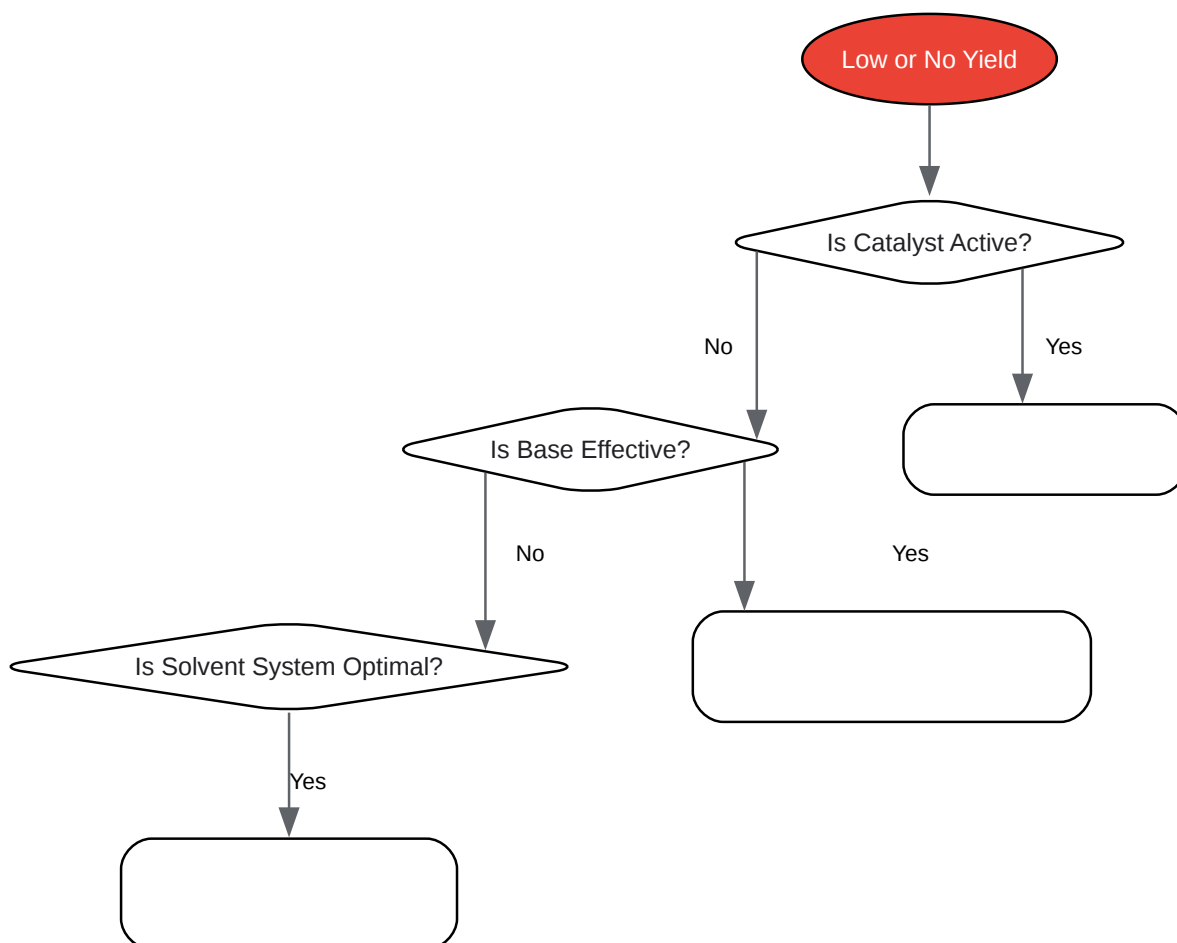 Low or No Yield
Is Catalyst Active?
No
Yes
Is Base Effective?
No
Yes
Is Solvent System Optimal?
Yes